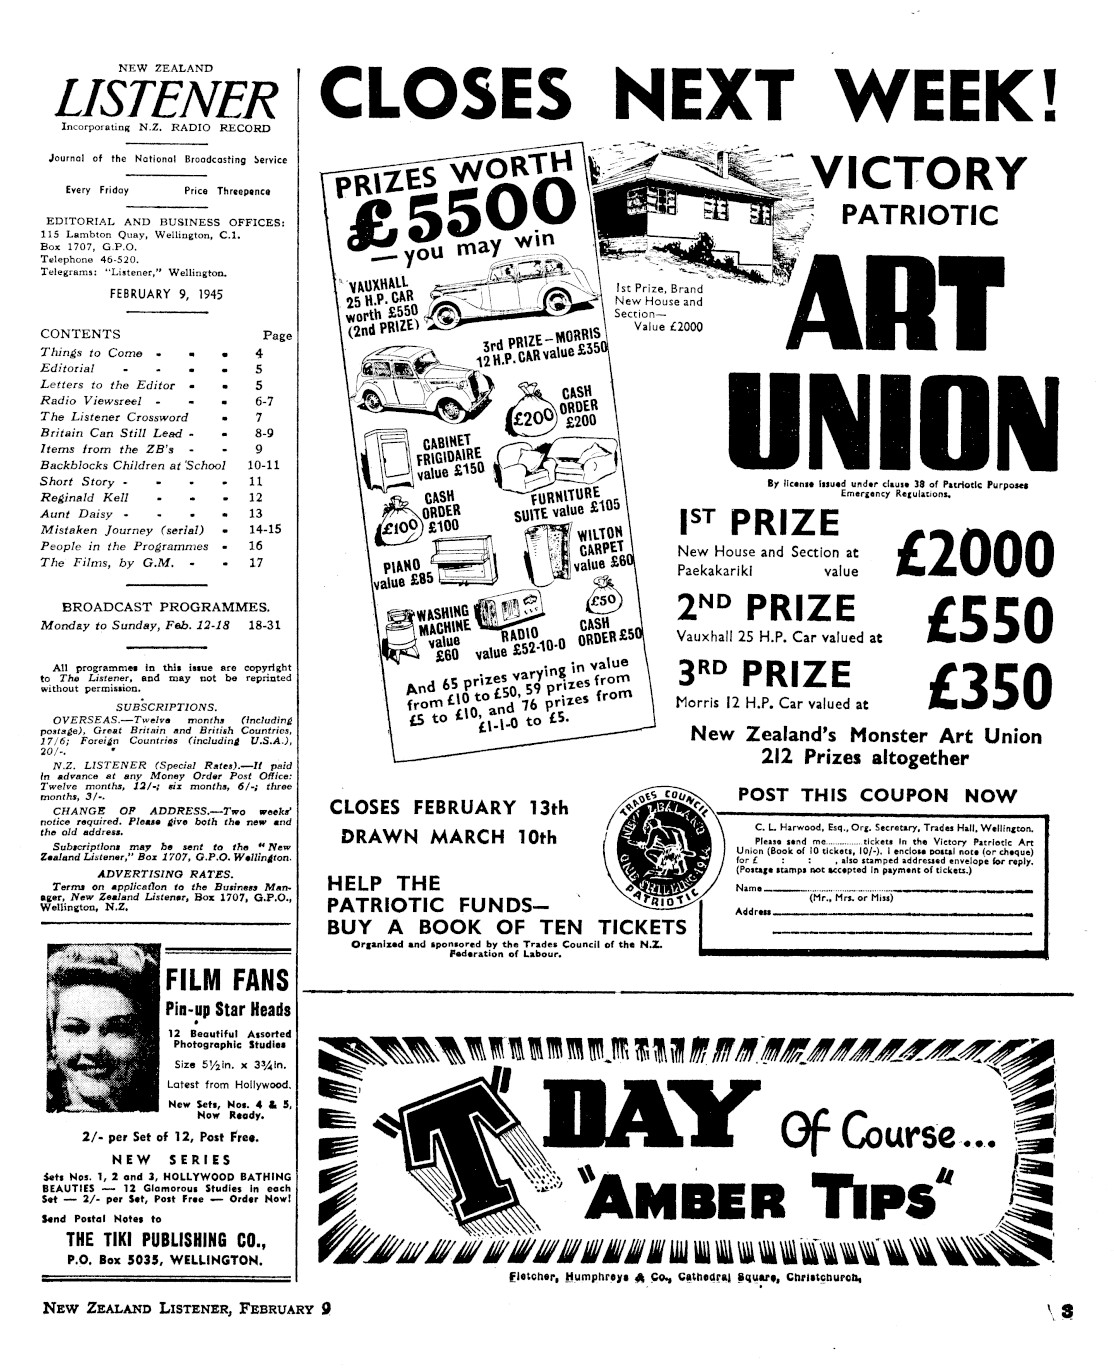 NEW ZEALAND
LISTENER
Incorporating N.Z. RADIO RECORD
Journal of the National Broadcasting Service
Every Friday Price Threepence
EDITORIAL AND BUSINESS OFFICES:
115 Lambton Quay, Wellington, C.1.
Box 1707, G.P.O.
Telephone 46-520.
Telegrams: "Listener," Wellington.
FEBRUARY 9, 1945
CONTENTS Page
Things to Come - - - 4
Editorial - - - - 5
Letters to the Editor - - 5
Radio Viewsreel - - - 6-7
The Listener Crossword - 7
Britain Can Still Lead - - 8-9
Items from the ZB's - - 9
Backblocks Children at School 10-11
Short Story - - - - 11
Reginald Kell - - - 12
Aunt Daisy - - - - 13
Mistaken Journey (serial) - 14-15
People in the Programmes - 16
The Films, by G.M. - - 17
BROADCAST PROGRAMMES.
Monday to Sunday, Feb. 12-18 18-31
All programmes in this issue are copyright
to The Listener, and may not be reprinted
without permission.
SUBSCRIPTIONS.
OVERSEAS.—Twelve months (including
postage), Great Britain and British Countries,
17/6; Foreign Countries (including U.S.A.),
20/-.
N.Z. LISTENER (Special Rates).—If paid
in advance at any Money Order Post Office:
Twelve months, 12/-; six months, 6/-; three
months, 3/-.
CHANGE OF ADDRESS.—Two weeks'
notice required. Please give both the new and
the old address.
Subscriptions may be sent to the "New
Zealand Listener," Box 1707, G.P.O. Wellington.
ADVERTISING RATES.
Terms on application to the Business Man-
ager, New Zealand Listener, Box 1707, G.P.O.,
Wellington, N.Z.
FILM FANS
Pin-up Star Heads
12 Beautiful Assorted
Photographic Studies
Size 5½in. x 3¾in.
Latest from Hollywood.
New Sets, Nos. 4 & 5,
Now Ready.
2/- per Set of 12, Post Free.
NEW SERIES
Sets Nos. 1, 2 and 3, HOLLYWOOD BATHING
BEAUTIES — 12 Glamorous Studies in each
Set — 2/- per Set, Post Free — Order Now!
Send Postal Notes to
THE TIKI PUBLISHING CO.,
P.O. Box 5035, WELLINGTON.
CLOSES NEXT WEEK!
PRIZES WORTH
£5500
—you may win
VAUXHALL
25 H.P. CAR
worth £550
(2nd PRIZE)
3rd PRIZE—MORRIS
12 H.P. CAR value £350
£200
CASH
ORDER
£200
CABINET
FRIGIDAIRE
value £150
FURNITURE
SUITE value £105
£100
CASH
ORDER
£100
WILTON
CARPET
value £60
PIANO
value £85
£50
CASH
ORDER £50
WASHING
MACHINE
value
£60
RADIO
value £52-10-0
And 65 prizes varying in value
from £10 to £50, 59 prizes from
£5 to £10, and 76 prizes from
£1-1-0 to £5.
1st Prize, Brand
New House and
Section—
Value £2000
VICTORY
PATRIOTIC
ART
UNION
By license issued under clause 38 of Patriotic Purposes
Emergency Regulations.
1ST PRIZE
New House and Section at
Paekakariki value
£2000
2ND PRIZE
Vauxhall 25 H.P. Car valued at
£550
3RD PRIZE
Morris 12 H.P. Car valued at
£350
New Zealand's Monster Art Union
212 Prizes altogether
CLOSES FEBRUARY 13th
DRAWN MARCH 10th
HELP THE
PATRIOTIC FUNDS—
BUY A BOOK OF TEN TICKETS
Organized and sponsored by the Trades Council of the N.Z.
Federation of Labour.
TRADES COUNCIL
NEW ZEALAND
ONE SHILLING 1944
PATRIOTIC
POST THIS COUPON NOW
C. L. Harwood, Esq., Org. Secretary, Trades Hall, Wellington.
Please send me..............tickets in the Victory Patriotic Art
Union (Book of 10 tickets, 10/-). I enclose postal note (or cheque)
for £ : : , also stamped addressed envelope for reply.
(Postage stamps not accepted in payment of tickets.)
Name
(Mr., Mrs. or Miss)
Address
"T" DAY Of Course...
"AMBER TIPS"
Fletcher, Humphreys & Co., Cathedral Square, Christchurch,
NEW ZEALAND LISTENER, FEBRUARY 9
3